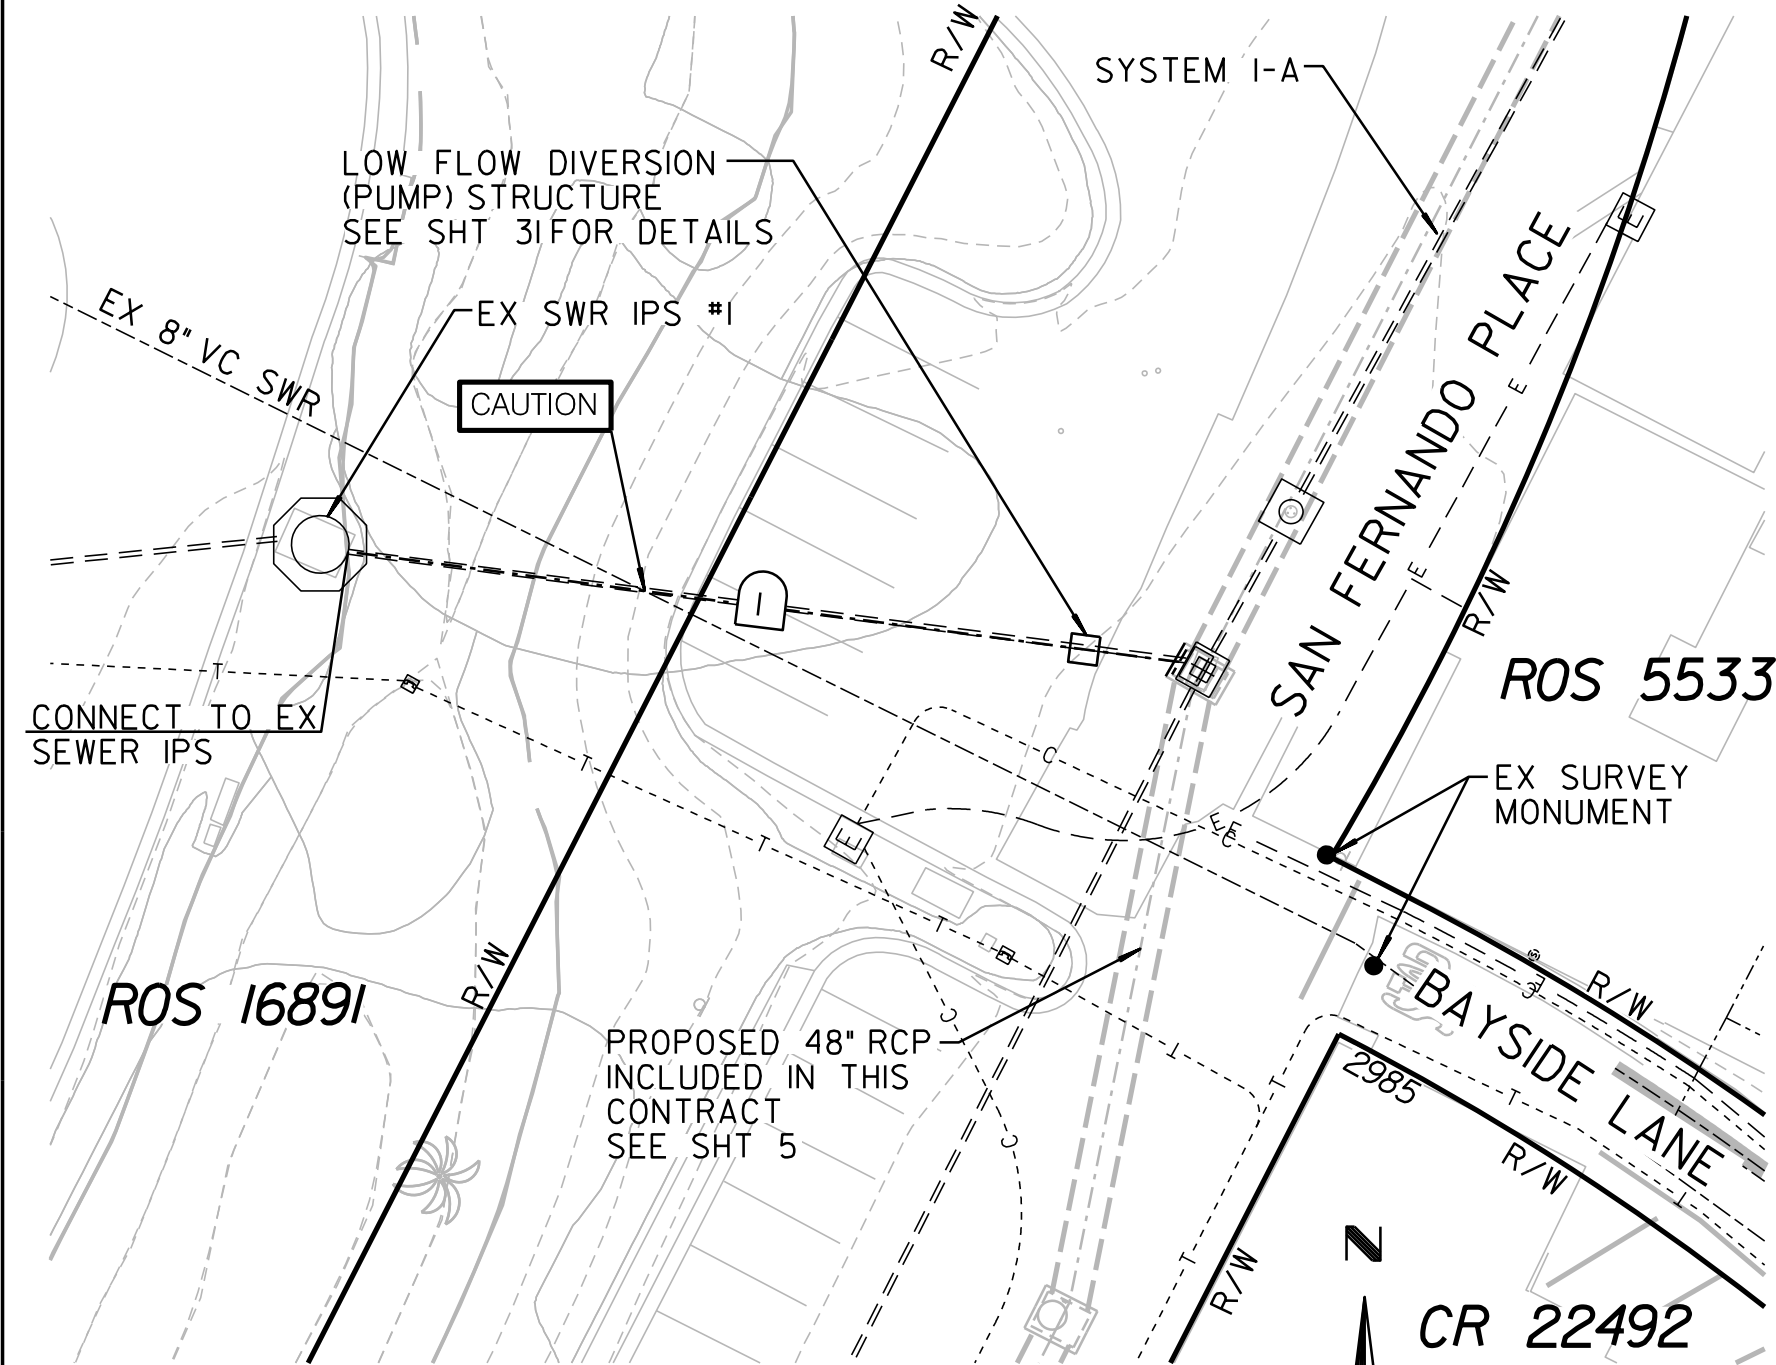 R/W
SYSTEM 1-A
LOW FLOW DIVERSION
(PUMP) STRUCTURE
SEE SHT 31 FOR DETAILS
E
EX 8" VC SWR
EX SWR IPS #1
CAUTION
SAN FERNANDO PLACE
E
E
R/W
1
ROS 5533
T
CONNECT TO EX
SEWER IPS
T
C
EX SURVEY
MONUMENT
E
T
E
E
C
T
R/W
ROS 16891
R/W
BAYSIDE LANE
C
PROPOSED 48" RCP
INCLUDED IN THIS
CONTRACT
SEE SHT 5
T
2985
T
T
C
R/W
T
T
R/W
N
CR 22492